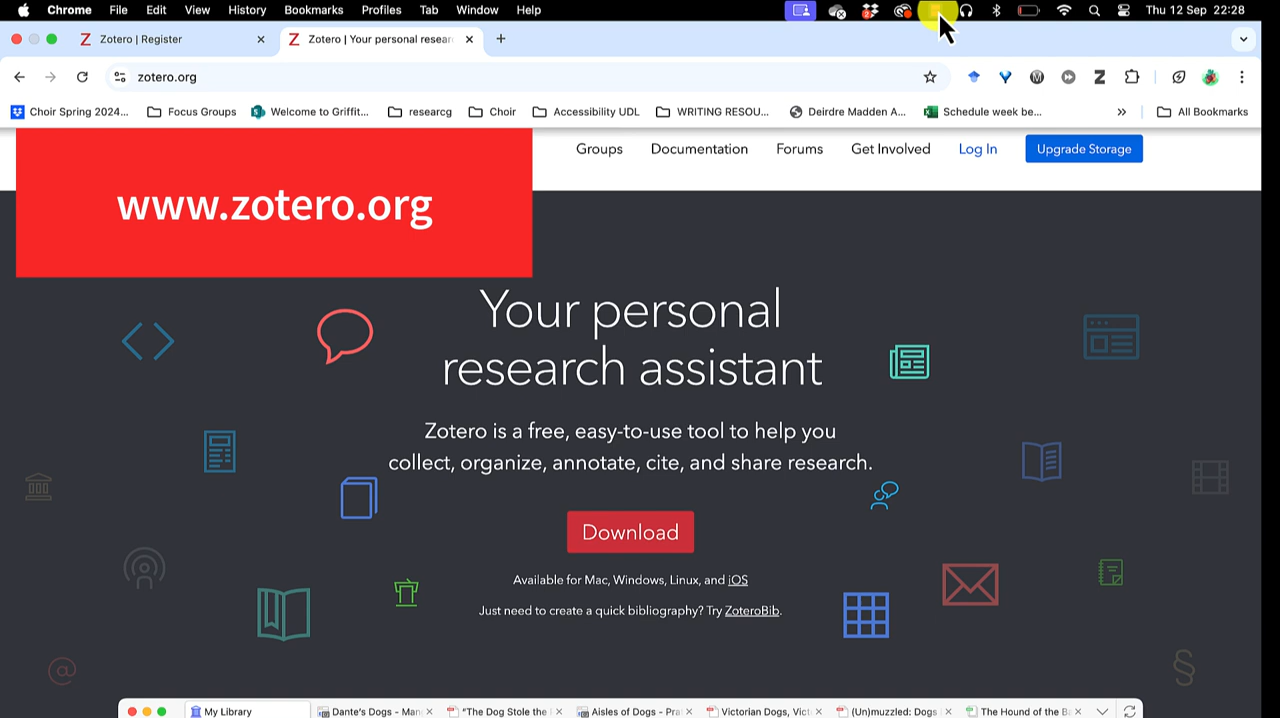 Chrome File Edit View History Bookmarks Profiles Tab Window Help Thu 12 Sep 22:28
Zotero | Register
Zotero | Your personal resear
zotero.org
Choir Spring 2024... Focus Groups Welcome to Griffit... researcg Choir Accessibility UDL WRITING RESOU... Deirdre Madden A... Schedule week be... » All Bookmarks
www.zotero.org
Groups Documentation Forums Get Involved Log In Upgrade Storage
Your personal
research assistant
Zotero is a free, easy-to-use tool to help you
collect, organize, annotate, cite, and share research.
Download
Available for Mac, Windows, Linux, and iOS
Just need to create a quick bibliography? Try ZoteroBib.
My Library Dante's Dogs - Man "The Dog Stole the Aisles of Dogs - Pra Victorian Dogs, Vict (Un)muzzled: Dogs The Hound of the Ba